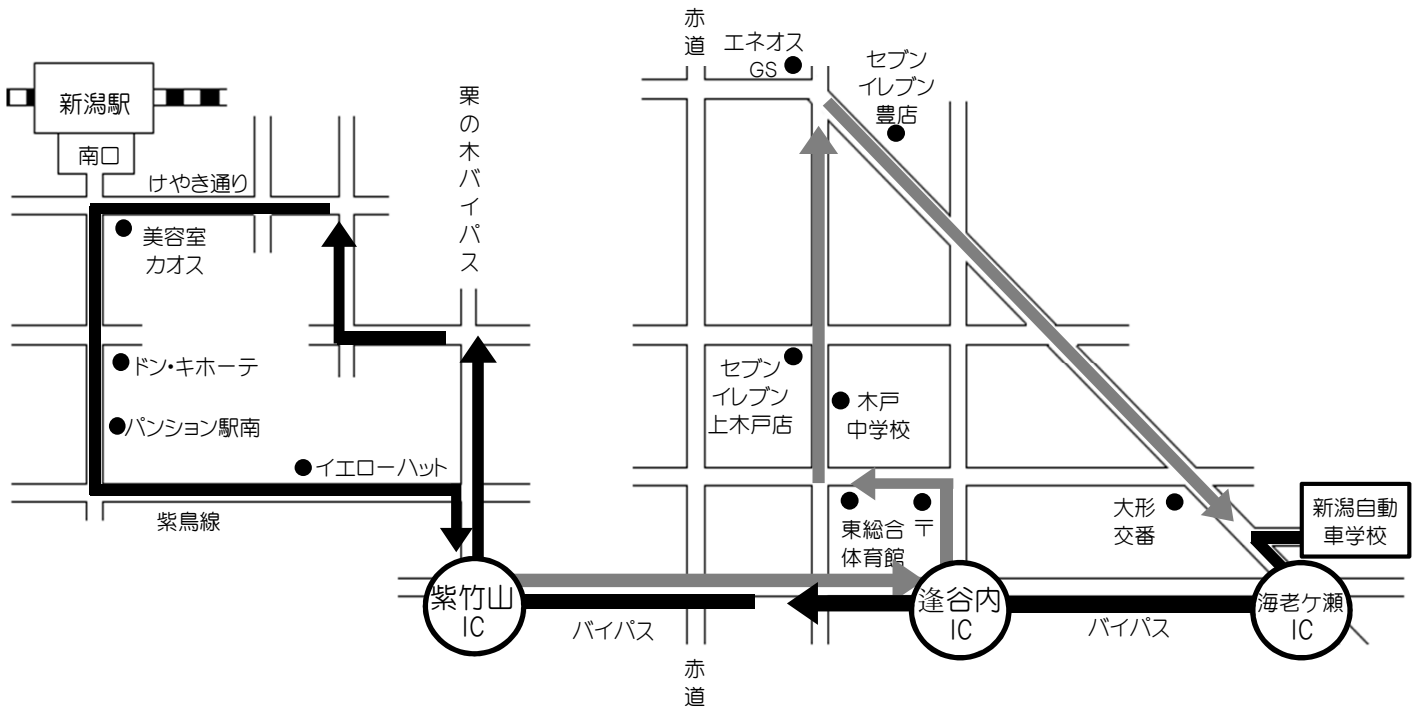 赤道
エネオス
GS
セブン
イレブン
豊店
新潟駅
南口
けやき通り
美容室
カオス
栗の木バイパス
ドン・キホーテ
パンション駅南
イエローハット
紫鳥線
セブン
イレブン
上木戸店
木戸
中学校
東総合
体育館
〒
大形
交番
新潟自動
車学校
紫竹山
IC
バイパス
逢谷内
IC
バイパス
海老ケ瀬
IC
赤道